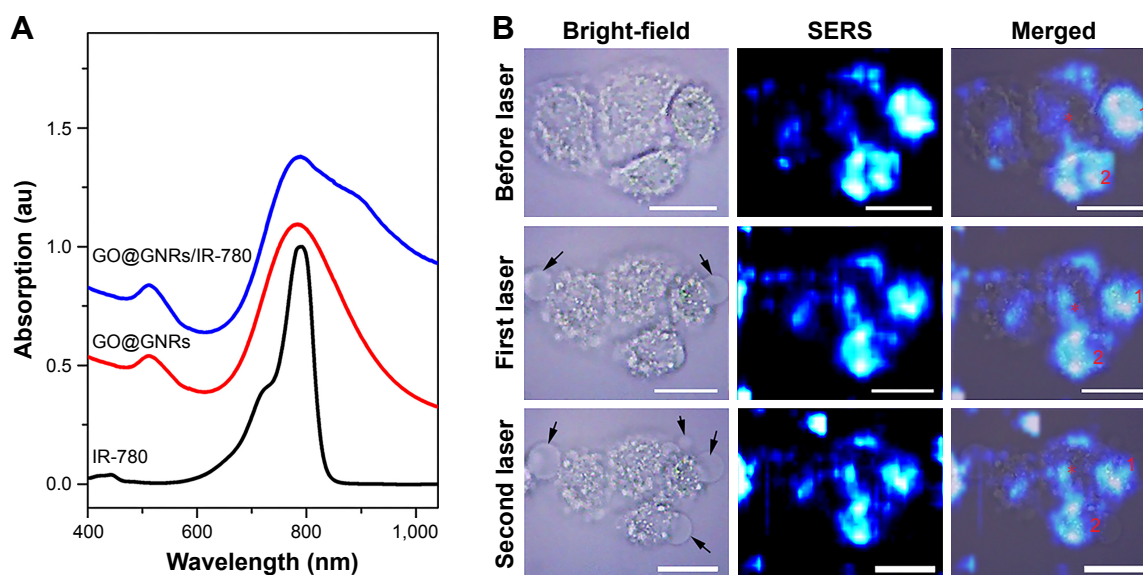 A
Absorption (au)
1.5
1.0
0.5
0.0
GO@GNRs/IR-780
GO@GNRs
IR-780
400
600
800
1,000
Wavelength (nm)
B
Bright-field
SERS
Merged
Before laser
1
2
First laser
1
2
Second laser
1
2